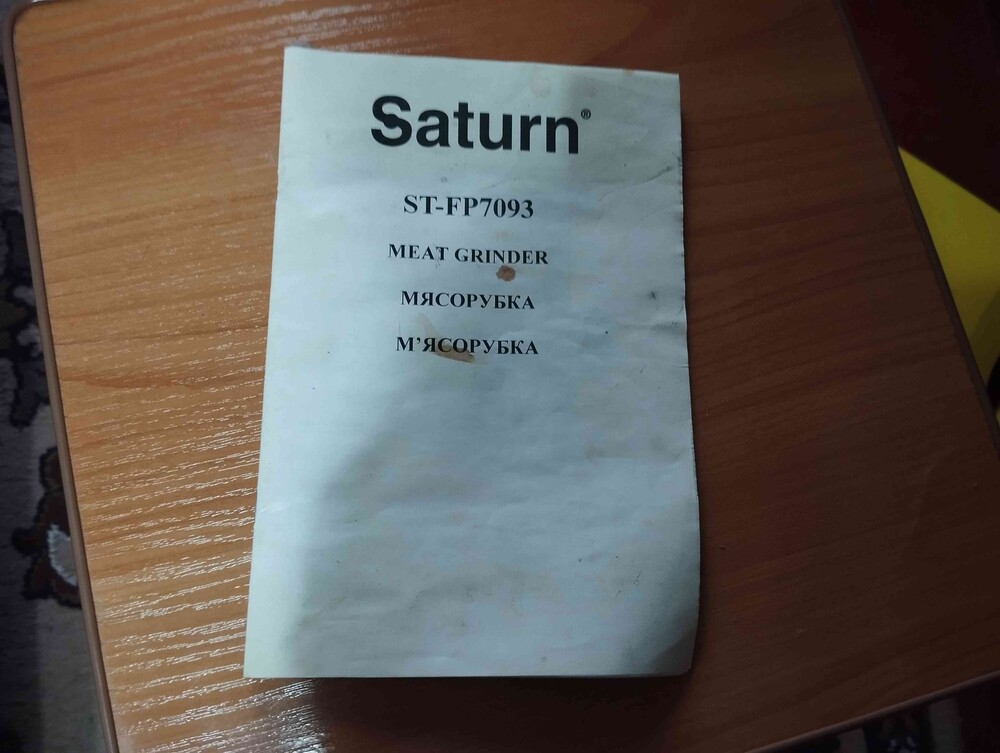 Saturn®
ST-FP7093
MEAT GRINDER
МЯСОРУБКА
М’ЯСОРУБКА